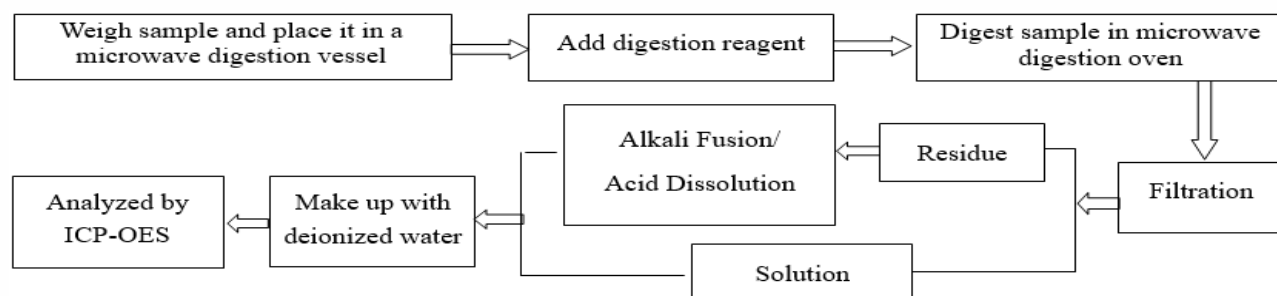 Weigh sample and place it in a
microwave digestion vessel
Add digestion reagent
Digest sample in microwave
digestion oven
Filtration
Residue
Alkali Fusion/
Acid Dissolution
Solution
Make up with
deionized water
Analyzed by
ICP-OES